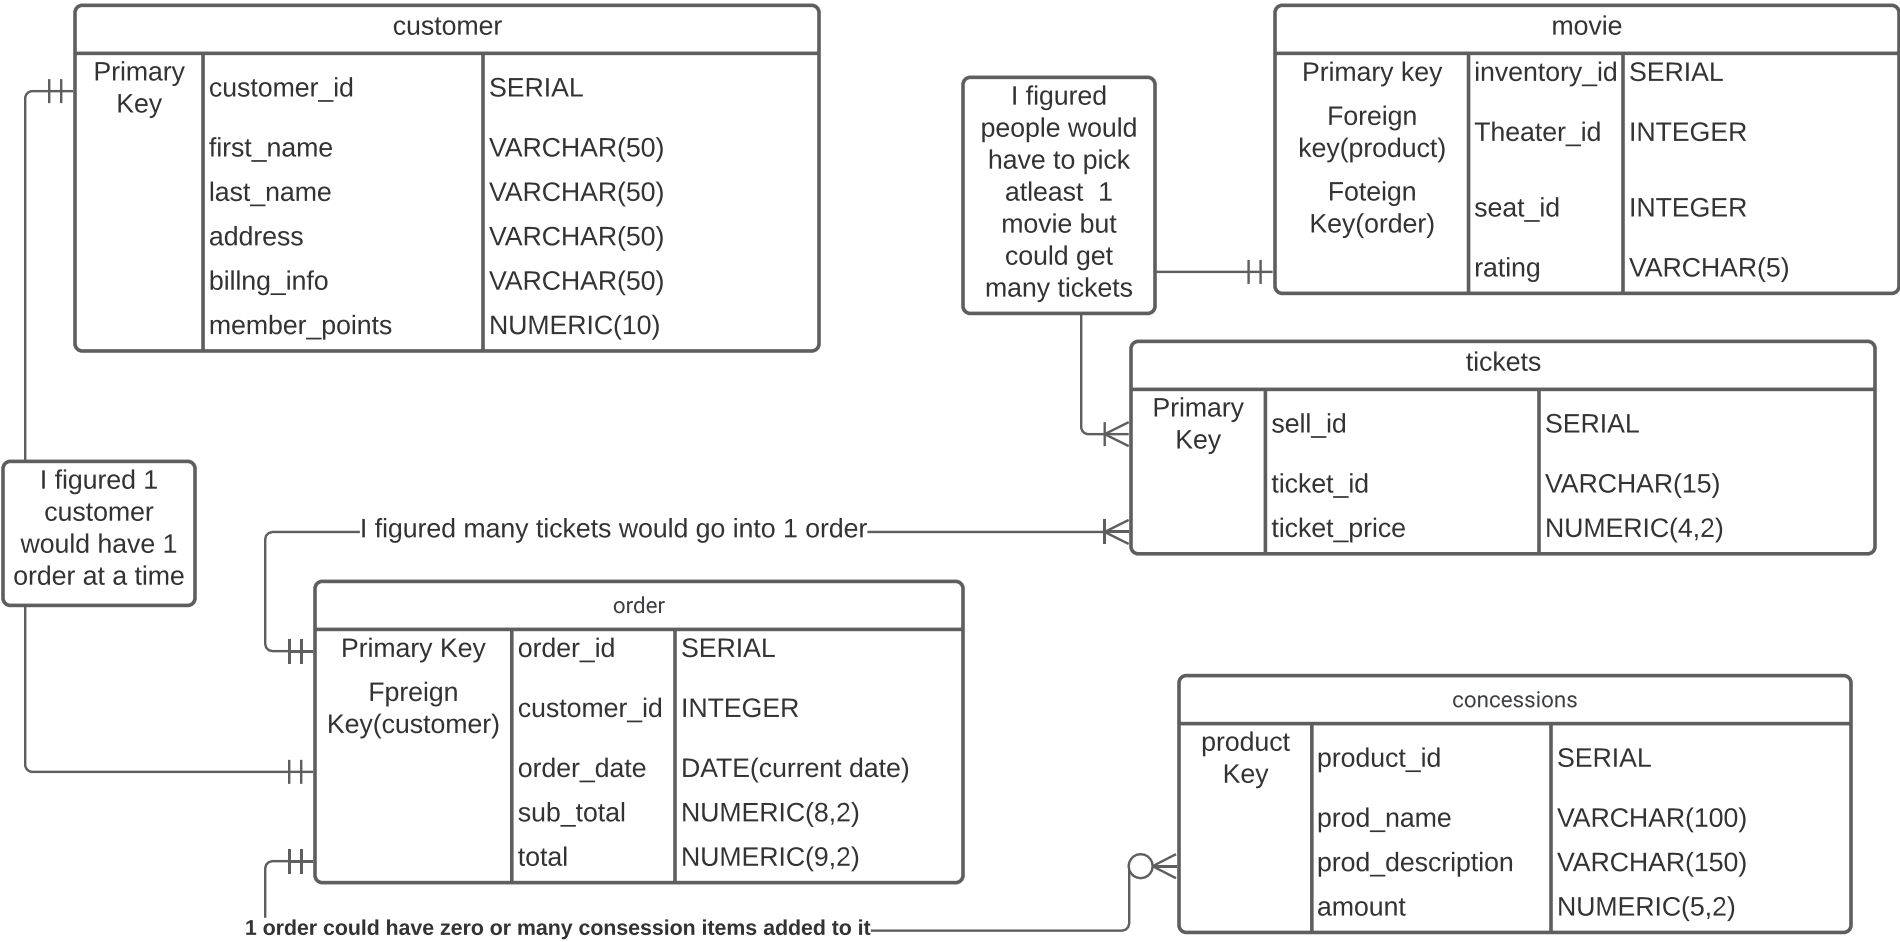 customer
Primary
Key
customer_id
SERIAL
first_name
VARCHAR(50)
last_name
VARCHAR(50)
address
VARCHAR(50)
billng_info
VARCHAR(50)
member_points
NUMERIC(10)
I figured
people would
have to pick
atleast 1
movie but
could get
many tickets
movie
Primary key
inventory_id
SERIAL
Foreign
key(product)
Theater_id
INTEGER
Foteign
Key(order)
seat_id
INTEGER
rating
VARCHAR(5)
tickets
Primary
Key
sell_id
SERIAL
ticket_id
VARCHAR(15)
ticket_price
NUMERIC(4,2)
I figured 1
customer
would have 1
order at a time
I figured many tickets would go into 1 order
order
Primary Key
order_id
SERIAL
Fpreign
Key(customer)
customer_id
INTEGER
order_date
DATE(current date)
sub_total
NUMERIC(8,2)
total
NUMERIC(9,2)
concessions
product
Key
product_id
SERIAL
prod_name
VARCHAR(100)
prod_description
VARCHAR(150)
amount
NUMERIC(5,2)
1 order could have zero or many consession items added to it